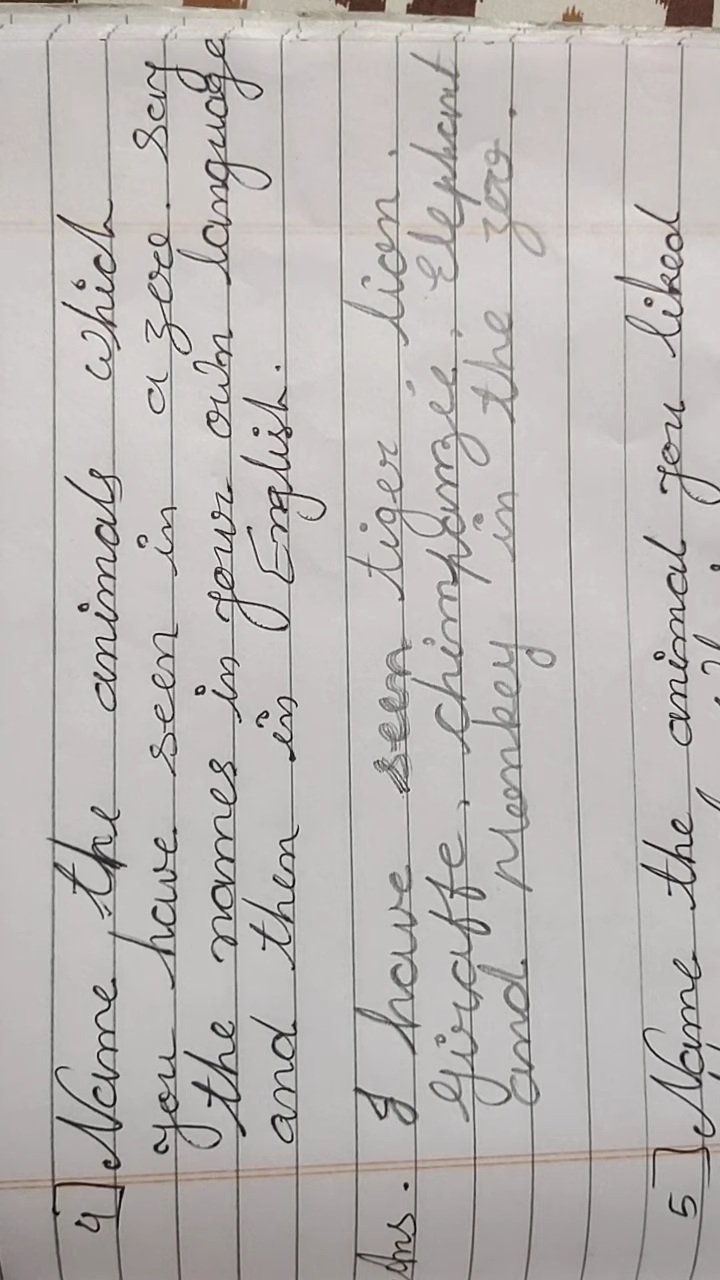 4] Name the animals which
you have seen in a zoo. Say
the names in your own language
and then in English.
Ans. I have seen tiger lion,
Giraffe, chimpanzie, Elephant
and Monkey in the zoo.
5] Name the animal you liked